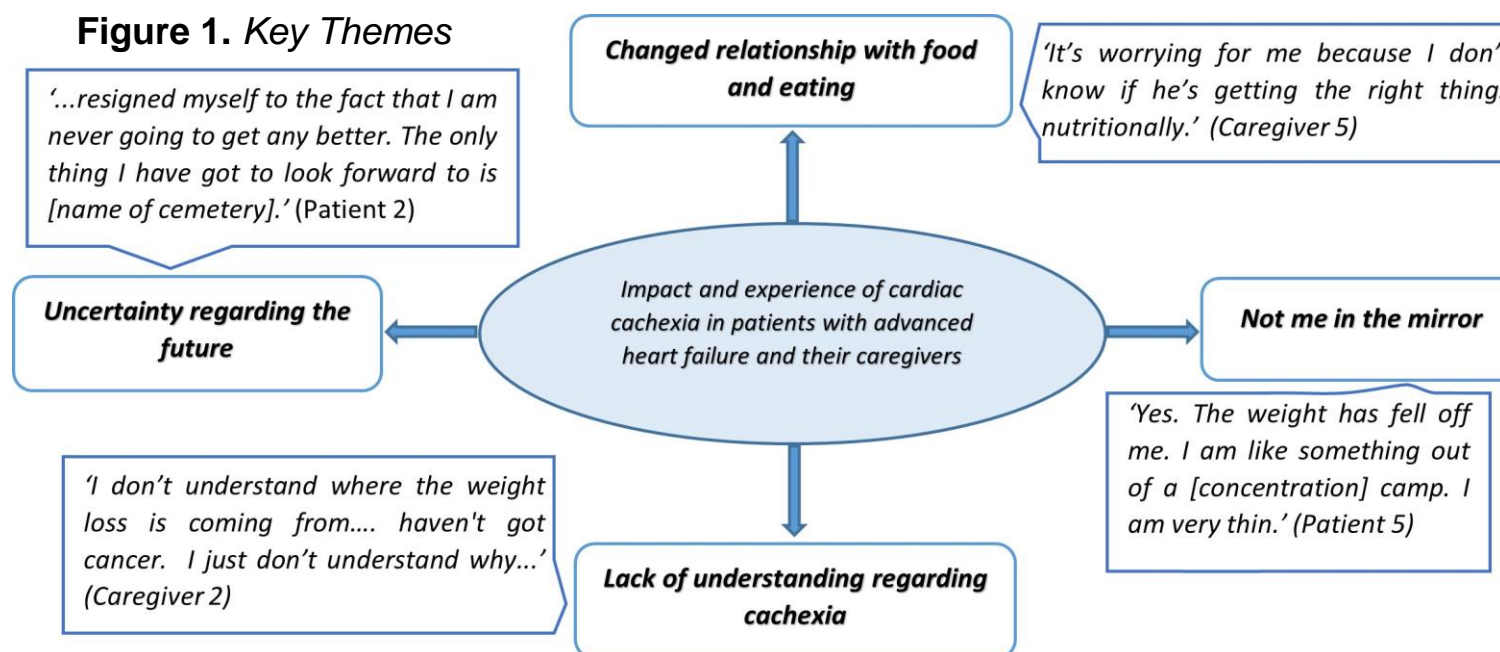 Figure 1. Key Themes
Changed relationship with food
and eating
‘It’s worrying for me because I don’
know if he’s getting the right thing
nutritionally.’ (Caregiver 5)
‘...resigned myself to the fact that I am
never going to get any better. The only
thing I have got to look forward to is
[name of cemetery].’ (Patient 2)
Uncertainty regarding the
future
Impact and experience of cardiac
cachexia in patients with advanced
heart failure and their caregivers
Not me in the mirror
‘Yes. The weight has fell off
me. I am like something out
of a [concentration] camp. I
am very thin.’ (Patient 5)
‘I don’t understand where the weight
loss is coming from.... haven't got
cancer. I just don’t understand why...’
(Caregiver 2)
Lack of understanding regarding
cachexia